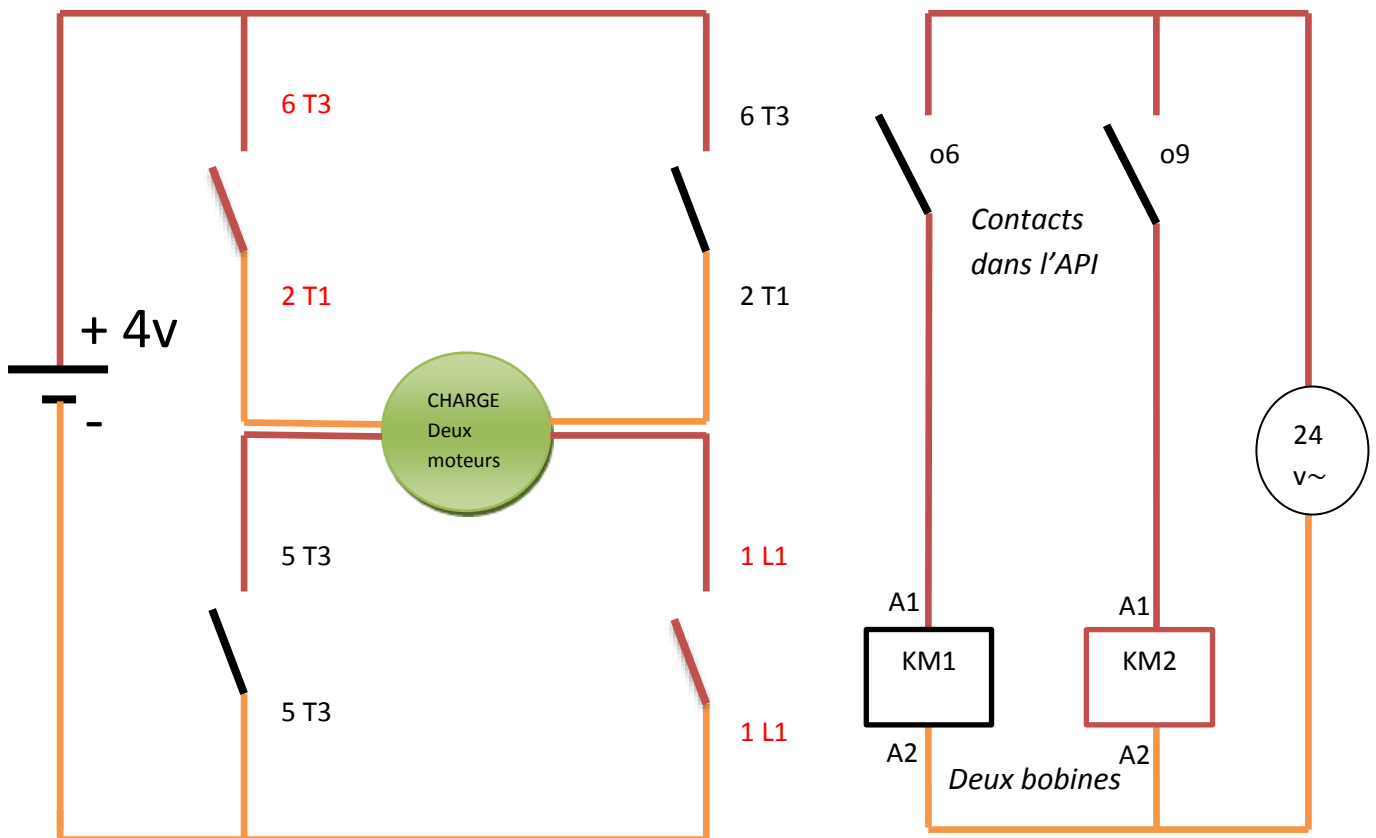 6 T3
6 T3
o6
o9
Contacts
dans l’API
2 T1
2 T1
+ 4v
-
CHARGE
Deux
moteurs
24
v~
5 T3
1 L1
A1
A1
KM1
KM2
5 T3
1 L1
A2
A2
Deux bobines